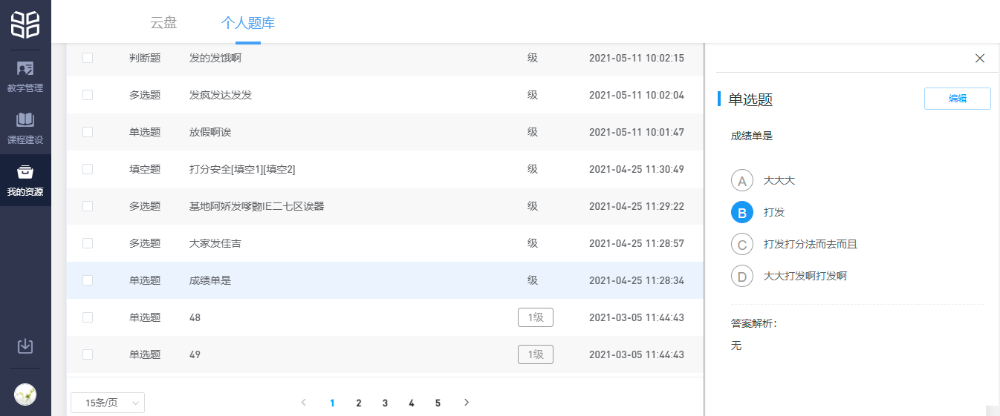 云盘 个人题库
教学管理
课程建设
我的资源
判断题 发的发饿啊 级 2021-05-11 10:02:15
多选题 发疯发达发发 级 2021-05-11 10:02:04
单选题 放假啊诶 级 2021-05-11 10:01:47
填空题 打分安全[填空1][填空2] 级 2021-04-25 11:30:49
多选题 基地阿娇发嗲勠IE二七区诶器 级 2021-04-25 11:29:22
多选题 大家发佳吉 级 2021-04-25 11:28:57
单选题 成绩单是 级 2021-04-25 11:28:34
单选题 48 1级 2021-03-05 11:44:43
单选题 49 1级 2021-03-05 11:44:43
15条/页 1 2 3 4 5
单选题 编辑
成绩单是
A 大大大
B 打发
C 打发打分法而去而且
D 大大打发啊打发啊
答案解析:
无